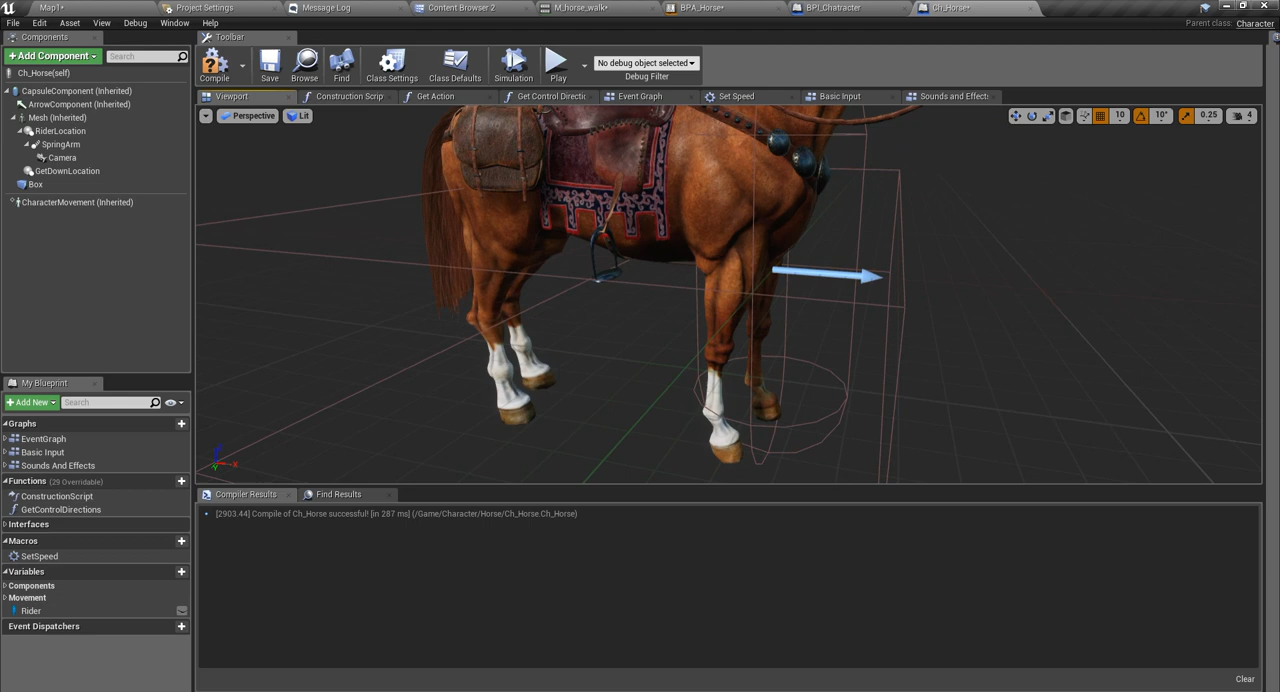 Map1*
Project Settings
Message Log
Content Browser 2
M_horse_walk*
BPA_Horse*
BPI_Chatracter
Ch_Horse*
File Edit Asset View Debug Window Help
Parent class: Character
Components
Toolbar
Add Component
Search
Compile
Save
Browse
Find
Class Settings
Class Defaults
Simulation
Play
No debug object selected
Debug Filter
Ch_Horse(self)
CapsuleComponent (Inherited)
ArrowComponent (Inherited)
Mesh (Inherited)
RiderLocation
SpringArm
Camera
GetDownLocation
Box
CharacterMovement (Inherited)
Viewport
Construction Scrip
Get Action
Get Control Directic
Event Graph
Set Speed
Basic Input
Sounds and Effect
Perspective
Lit
10
10°
0.25
4
X
My Blueprint
Add New
Search
Graphs
EventGraph
Basic Input
Sounds And Effects
Functions (29 Overridable)
ConstructionScript
GetControlDirections
Interfaces
Macros
SetSpeed
Variables
Components
Movement
Rider
Event Dispatchers
Compiler Results
Find Results
[2903.44] Compile of Ch_Horse successful! [in 287 ms] (/Game/Character/Horse/Ch_Horse.Ch_Horse)
Clear